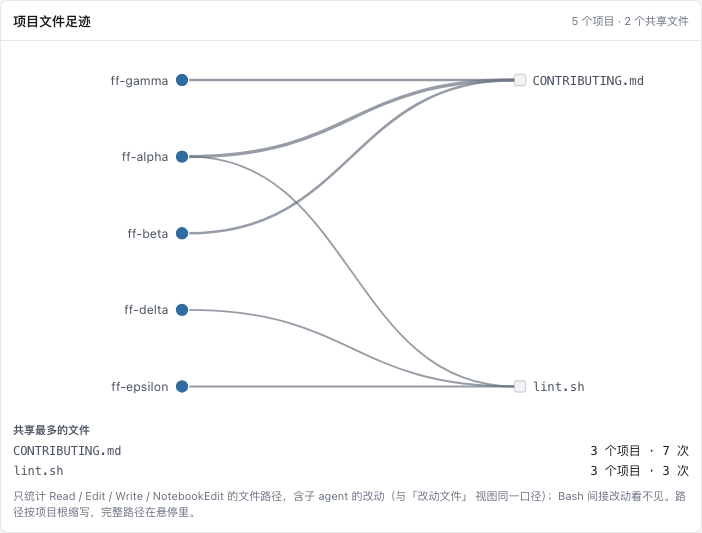 项目文件足迹
5 个项目 · 2 个共享文件
ff-gamma
CONTRIBUTING.md
ff-alpha
ff-beta
ff-delta
ff-epsilon
lint.sh
共享最多的文件
CONTRIBUTING.md 3 个项目 · 7 次
lint.sh 3 个项目 · 3 次
只统计 Read / Edit / Write / NotebookEdit 的文件路径，含子 agent 的改动（与「改动文件」 视图同一口径）；Bash 间接改动看不见。路
径按项目根缩写，完整路径在悬停里。